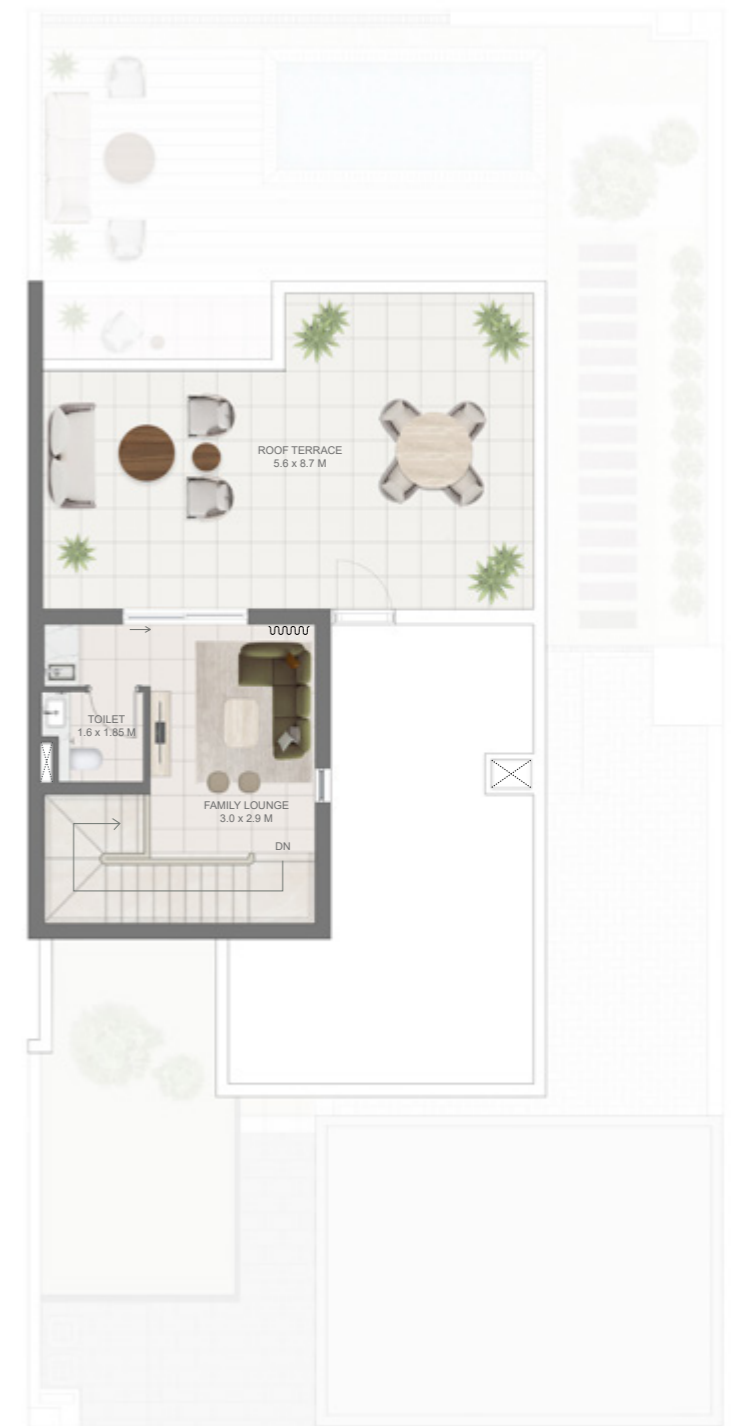 ROOF TERRACE
5.6 x 8.7 M
TOILET
1.6 x 1.85 M
FAMILY LOUNGE
3.0 x 2.9 M
DN